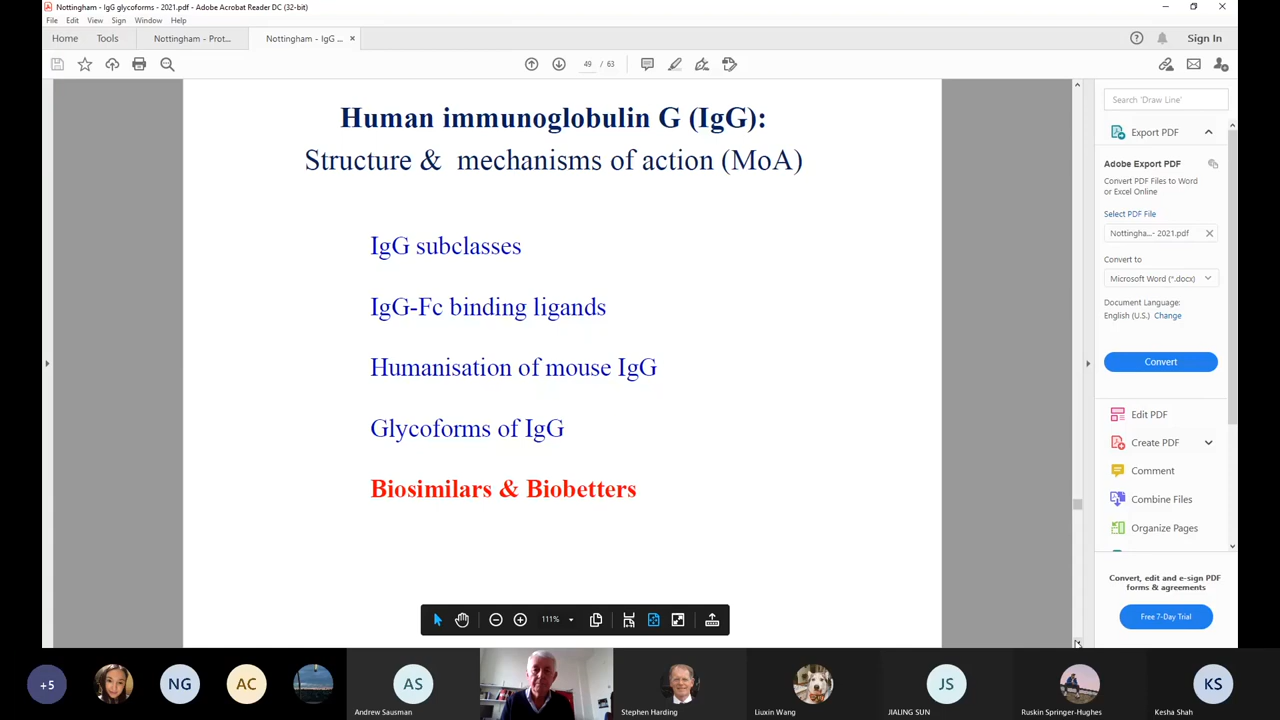 Nottingham - IgG glycoforms - 2021.pdf - Adobe Acrobat Reader DC (32-bit)
File Edit View Sign Window Help
Home Tools Nottingham - Prot... Nottingham - IgG ... × Sign In
49 / 63
Human immunoglobulin G (IgG):
Structure & mechanisms of action (MoA)
IgG subclasses
IgG-Fc binding ligands
Humanisation of mouse IgG
Glycoforms of IgG
Biosimilars & Biobetters
111%
Search 'Draw Line'
Export PDF
Adobe Export PDF
Convert PDF Files to Word
or Excel Online
Select PDF File
Nottingha...- 2021.pdf
Convert to
Microsoft Word (*.docx)
Document Language:
English (U.S.) Change
Convert
Edit PDF
Create PDF
Comment
Combine Files
Organize Pages
Convert, edit and e-sign PDF
forms & agreements
Free 7-Day Trial
+5 NG AC AS JS KS
Andrew Sausman Stephen Harding Liuxin Wang JIALING SUN Ruskin Springer-Hughes Kesha Shah